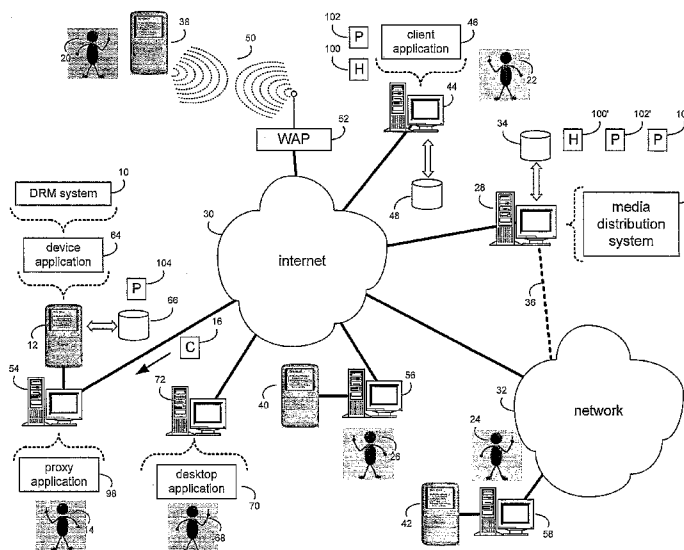 38
102
P
client
application
46
20
50
100
H
22
44
100'
102'
10
34
H
P
P
WAP
52
48
28
media
distribution
system
DRM system
10
30
internet
device
application
64
36
104
P
66
12
16
C
54
72
40
56
32
network
24
26
proxy
application
98
desktop
application
70
14
68
42
58